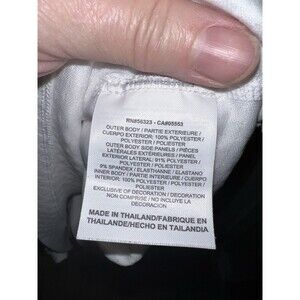 RN#56323 - CA#05553
OUTER BODY / PARTIE EXTERIEURE /
CUERPO EXTERIOR: 100% POLYESTER /
POLYESTER / POLIESTER
OUTER BODY SIDE PANELS / PIÈCES
LATÉRALES EXTÉRIEURES / PANEL
EXTERIOR LATERAL: 91% POLYESTER /
POLYESTER / POLIESTER
9% SPANDEX / ELASTHANNE / ELASTANO
INNER BODY / PARTIE INTERIEURE / CUERPO
INTERIOR: 100% POLYESTER / POLYESTER /
POLIESTER
EXCLUSIVE OF DECORATION / DECORATION
NON COMPRISE / NO INCLUYE LA
DECORACIÓN
MADE IN THAILAND/FABRIQUE EN
THAILANDE/HECHO EN TAILANDIA